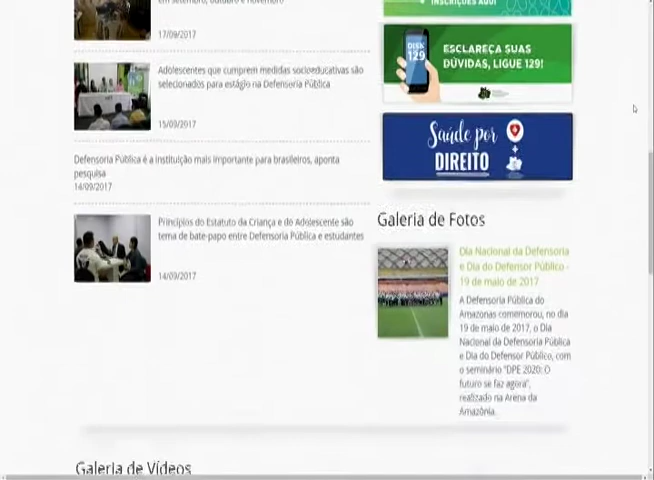 em setembro, outubro e novembro
17/09/2017
Adolescentes que cumprem medidas socioeducativas são
selecionados para estágio na Defensoria Pública
15/09/2017
Defensoria Pública é a instituição mais importante para brasileiros, aponta
pesquisa
14/09/2017
Princípios do Estatuto da Criança e do Adolescente são
tema de bate-papo entre Defensoria Pública e estudantes
14/09/2017
INSCRIÇÕES AQUI
DISK
129
ESCLAREÇA SUAS
DÚVIDAS, LIGUE 129!
Saúde por
DIREITO
Galeria de Fotos
Dia Nacional da Defensoria
e Dia do Defensor Público -
19 de maio de 2017
A Defensoria Pública do
Amazonas comemorou, no dia
19 de maio de 2017, o Dia
Nacional da Defensoria Pública
e Dia do Defensor Público, com
o seminário "DPE 2020: O
futuro se faz agora",
realizado na Arena da
Amazônia.
Galeria de Vídeos